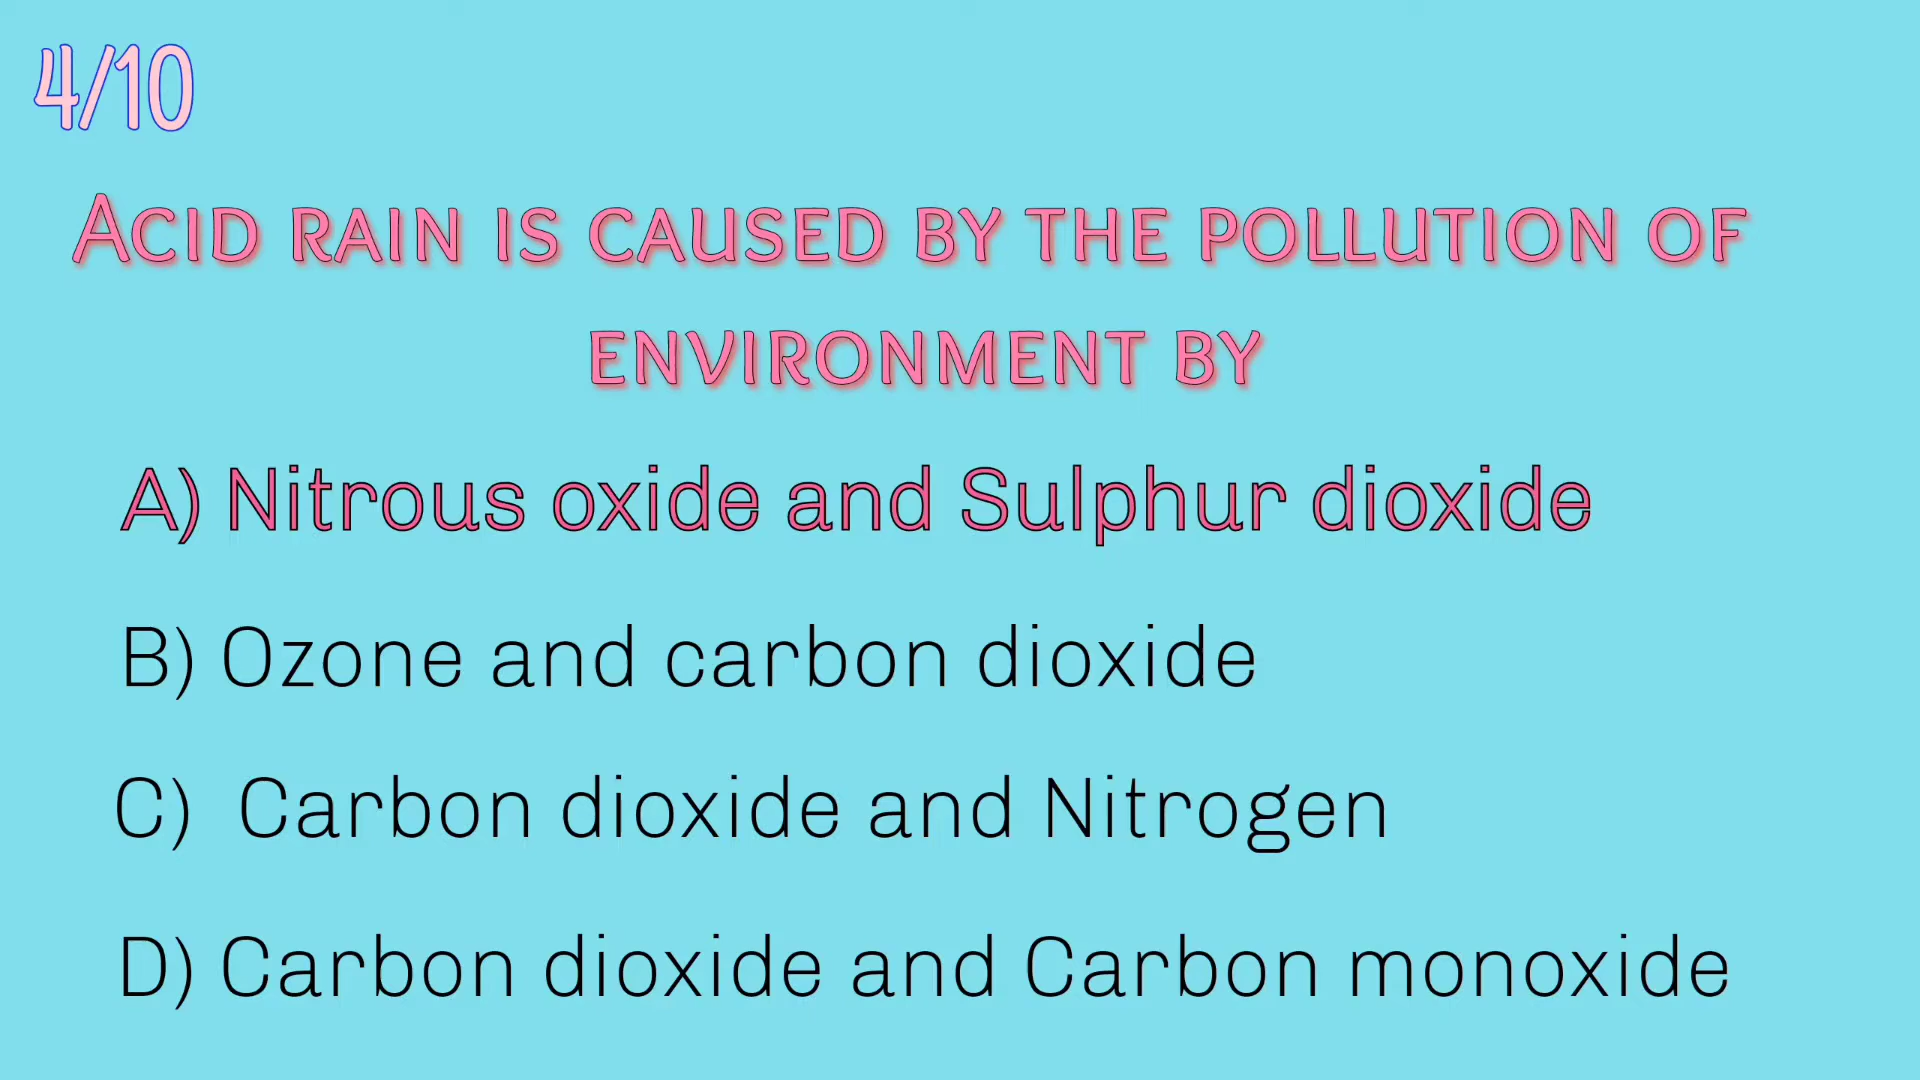 4/10
Acid rain is caused by the pollution of
environment by
A) Nitrous oxide and Sulphur dioxide
B) Ozone and carbon dioxide
C) Carbon dioxide and Nitrogen
D) Carbon dioxide and Carbon monoxide